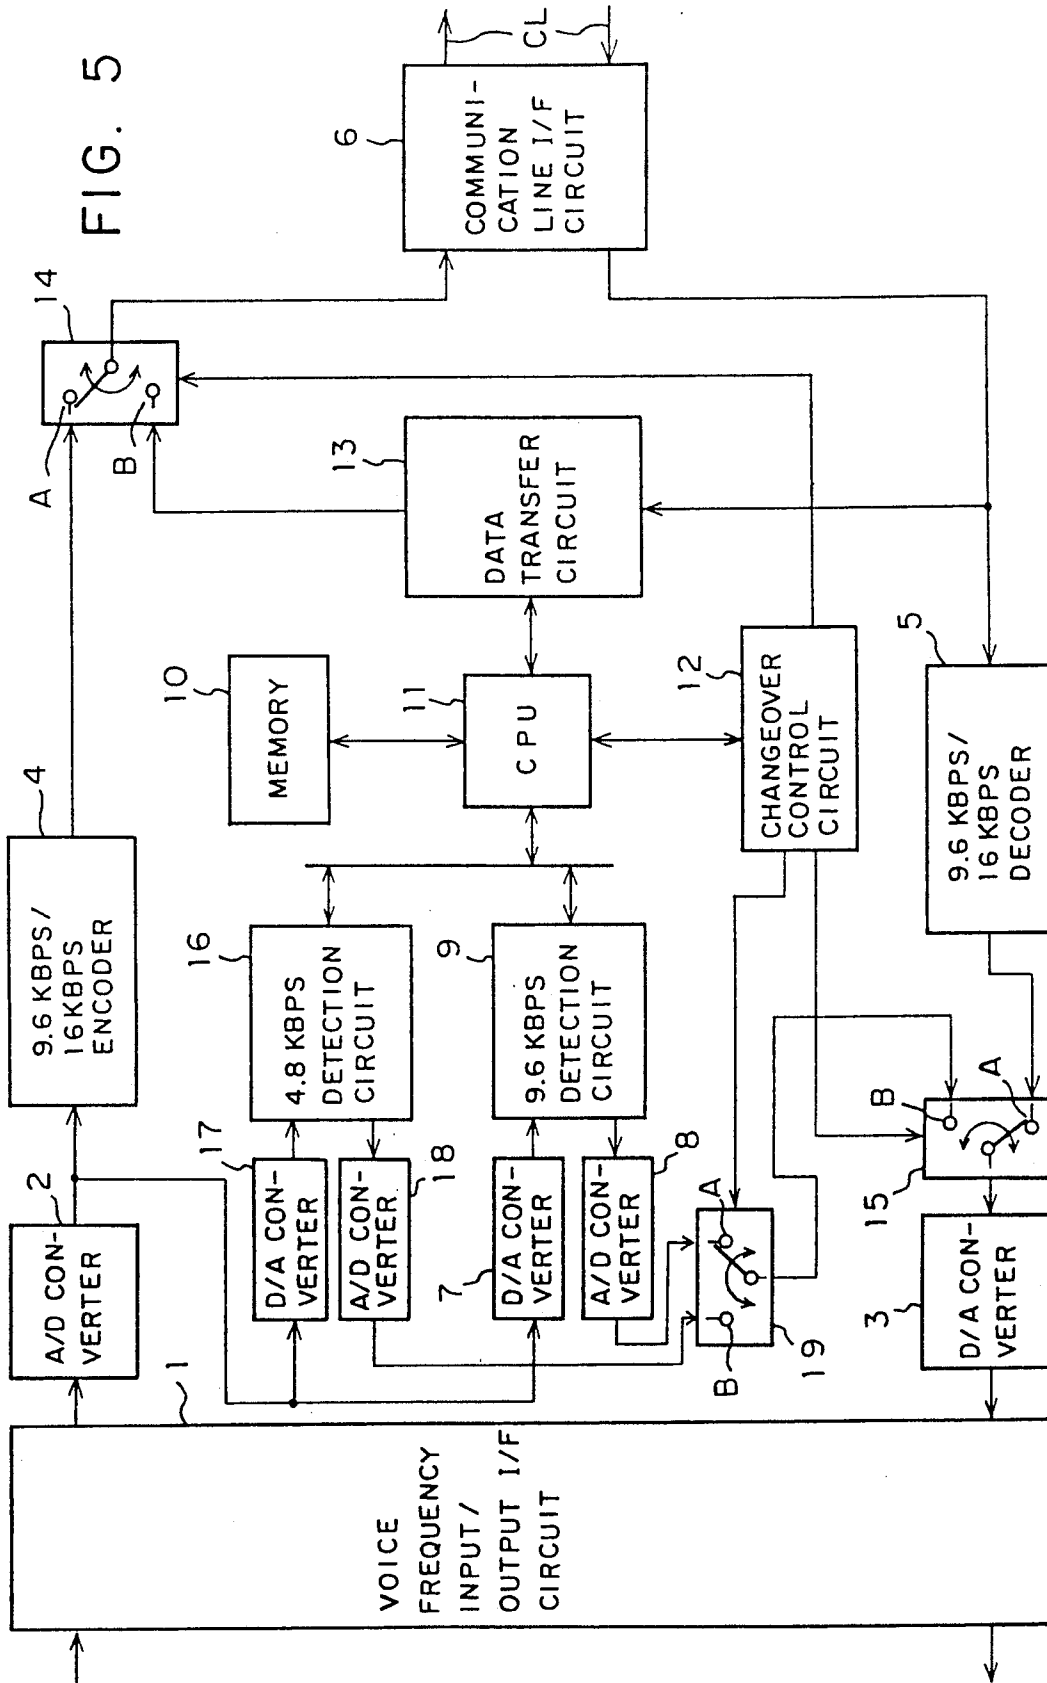 FIG. 5
1
VOICE
FREQUENCY
INPUT/
OUTPUT I/F
CIRCUIT
2
A/D CON-
VERTER
4
9.6 KBPS/
16 KBPS
ENCODER
A
B
14
6
COMMUNI-
CATION
LINE I/F
CIRCUIT
CL
17
D/A CON-
VERTER
A/D CON-
VERTER
18
16
4.8 KBPS
DETECTION
CIRCUIT
10
MEMORY
13
DATA
TRANSFER
CIRCUIT
7
D/A CON-
VERTER
A/D CON-
VERTER
8
9
9.6 KBPS
DETECTION
CIRCUIT
11
CPU
B
A
19
12
CHANGEOVER
CONTROL
CIRCUIT
3
D/A CON-
VERTER
15
B
A
5
9.6 KBPS/
16 KBPS
DECODER